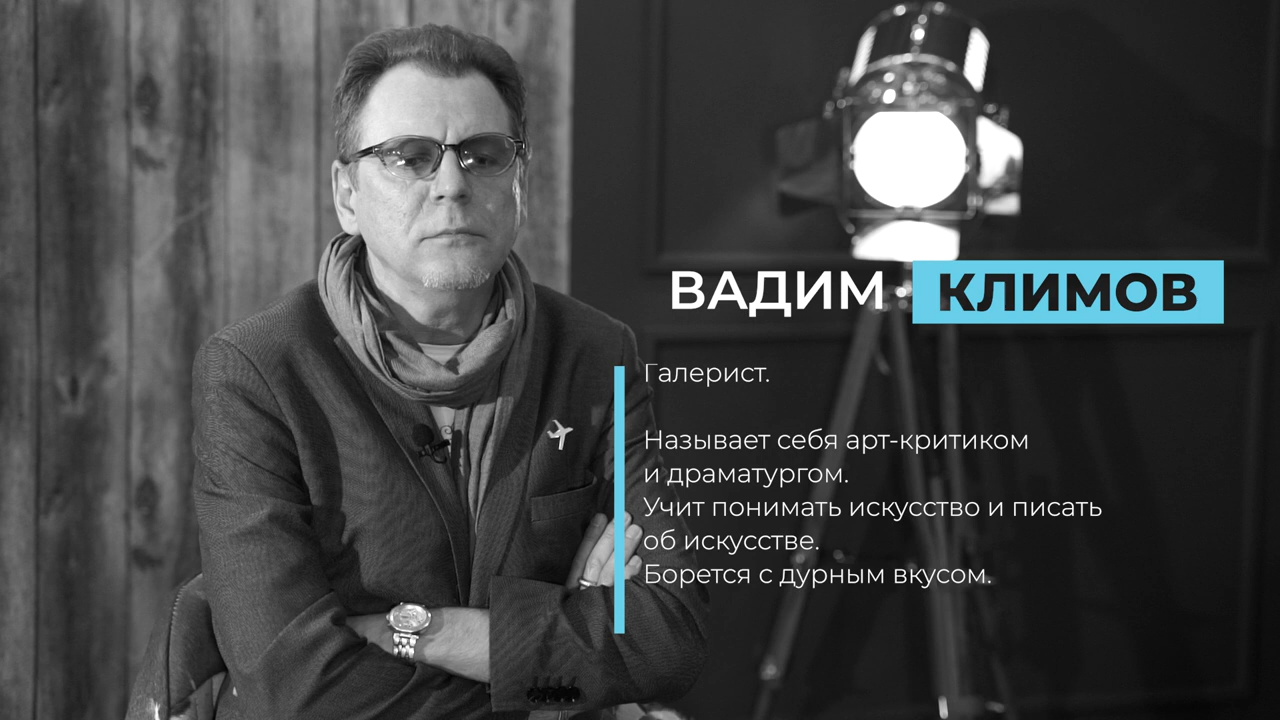 ВАДИМ КЛИМОВ
Галерист.
Называет себя арт-критиком
и драматургом.
Учит понимать искусство и писать
об искусстве.
Борется с дурным вкусом.